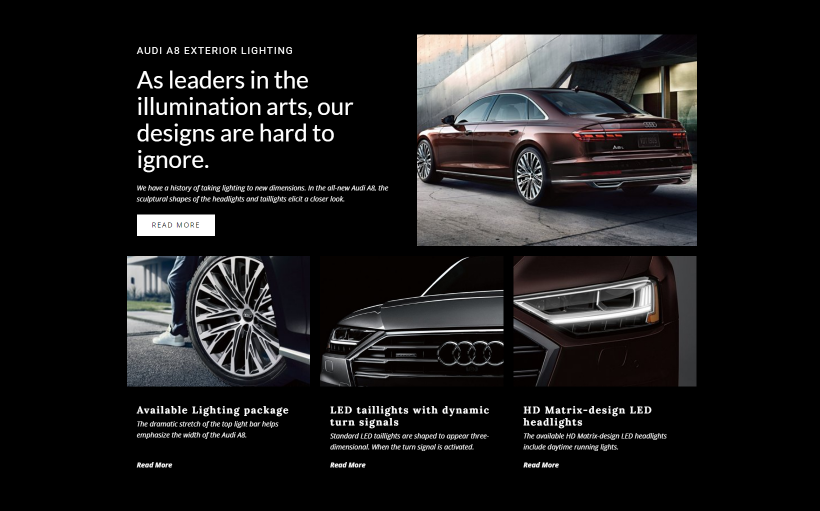 AUDI A8 EXTERIOR LIGHTING
As leaders in the
illumination arts, our
designs are hard to
ignore.
We have a history of taking lighting to new dimensions. In the all-new Audi A8, the
sculptural shapes of the headlights and taillights elicit a closer look.
READ MORE
Available Lighting package
The dramatic stretch of the top light bar helps
emphasize the width of the Audi A8.
Read More
LED taillights with dynamic
turn signals
Standard LED taillights are shaped to appear three-
dimensional. When the turn signal is activated.
Read More
HD Matrix-design LED
headlights
The available HD Matrix-design LED headlights
include daytime running lights.
Read More